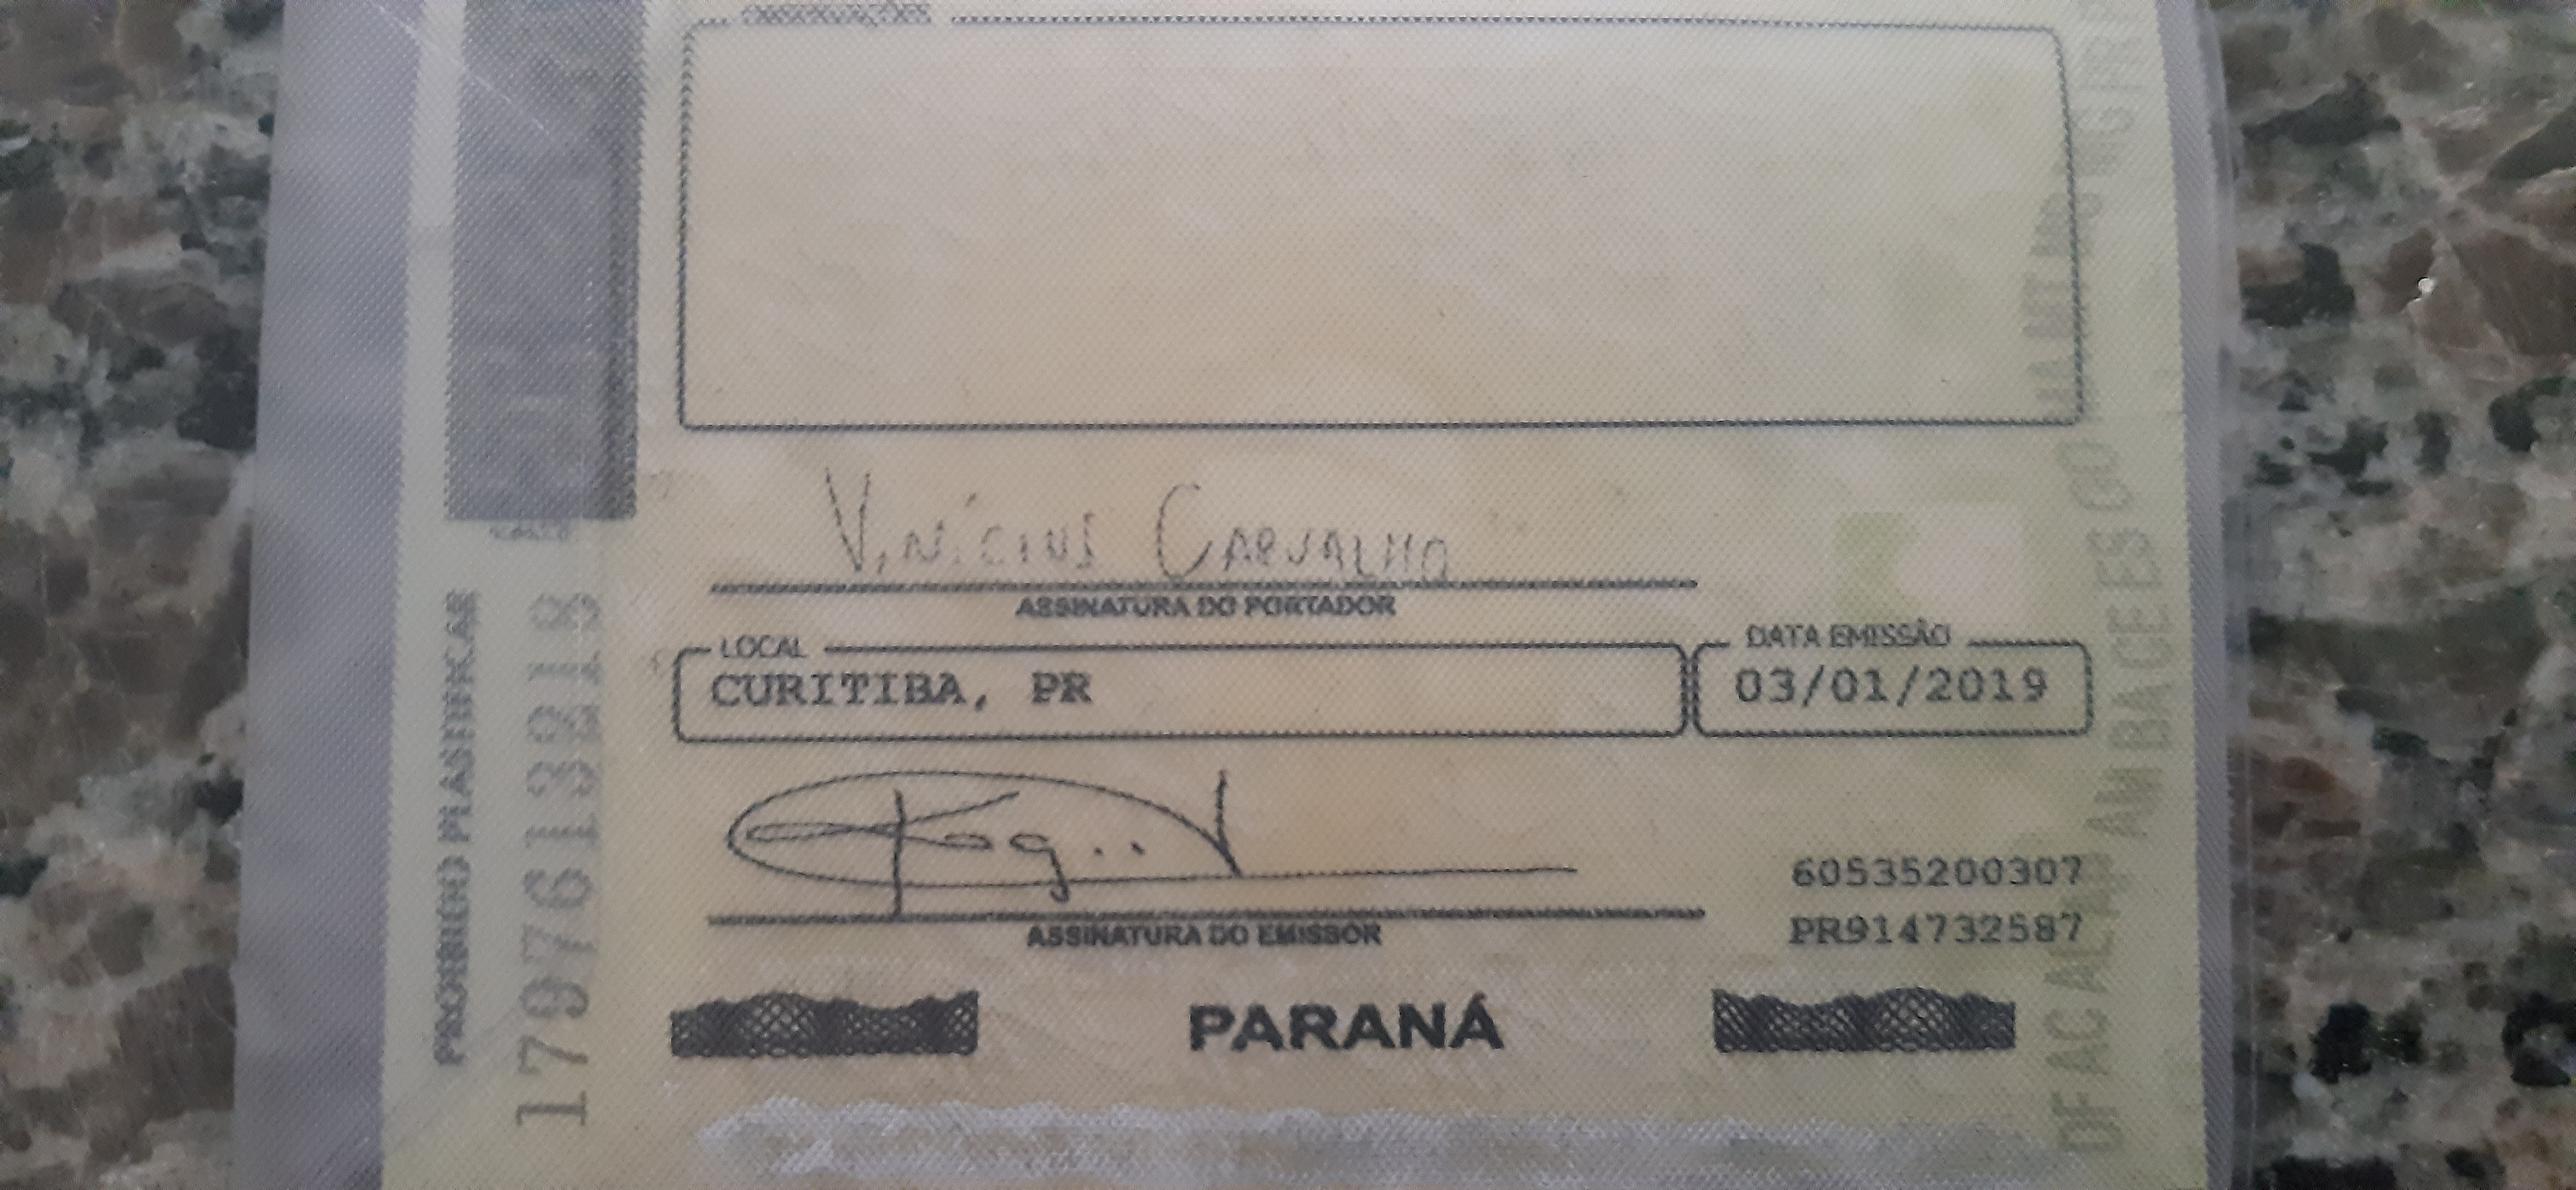 PROIBIDO PLASTIFICAR
1797613218
Vinícius Carvalho
ASSINATURA DO PORTADOR
LOCAL
CURITIBA, PR
DATA EMISSÃO
03/01/2019
ASSINATURA DO EMISSOR
60535200307
PR914732587
PARANÁ
DF AC AL AP AM BA CE ES GO MA MT MS MG PR